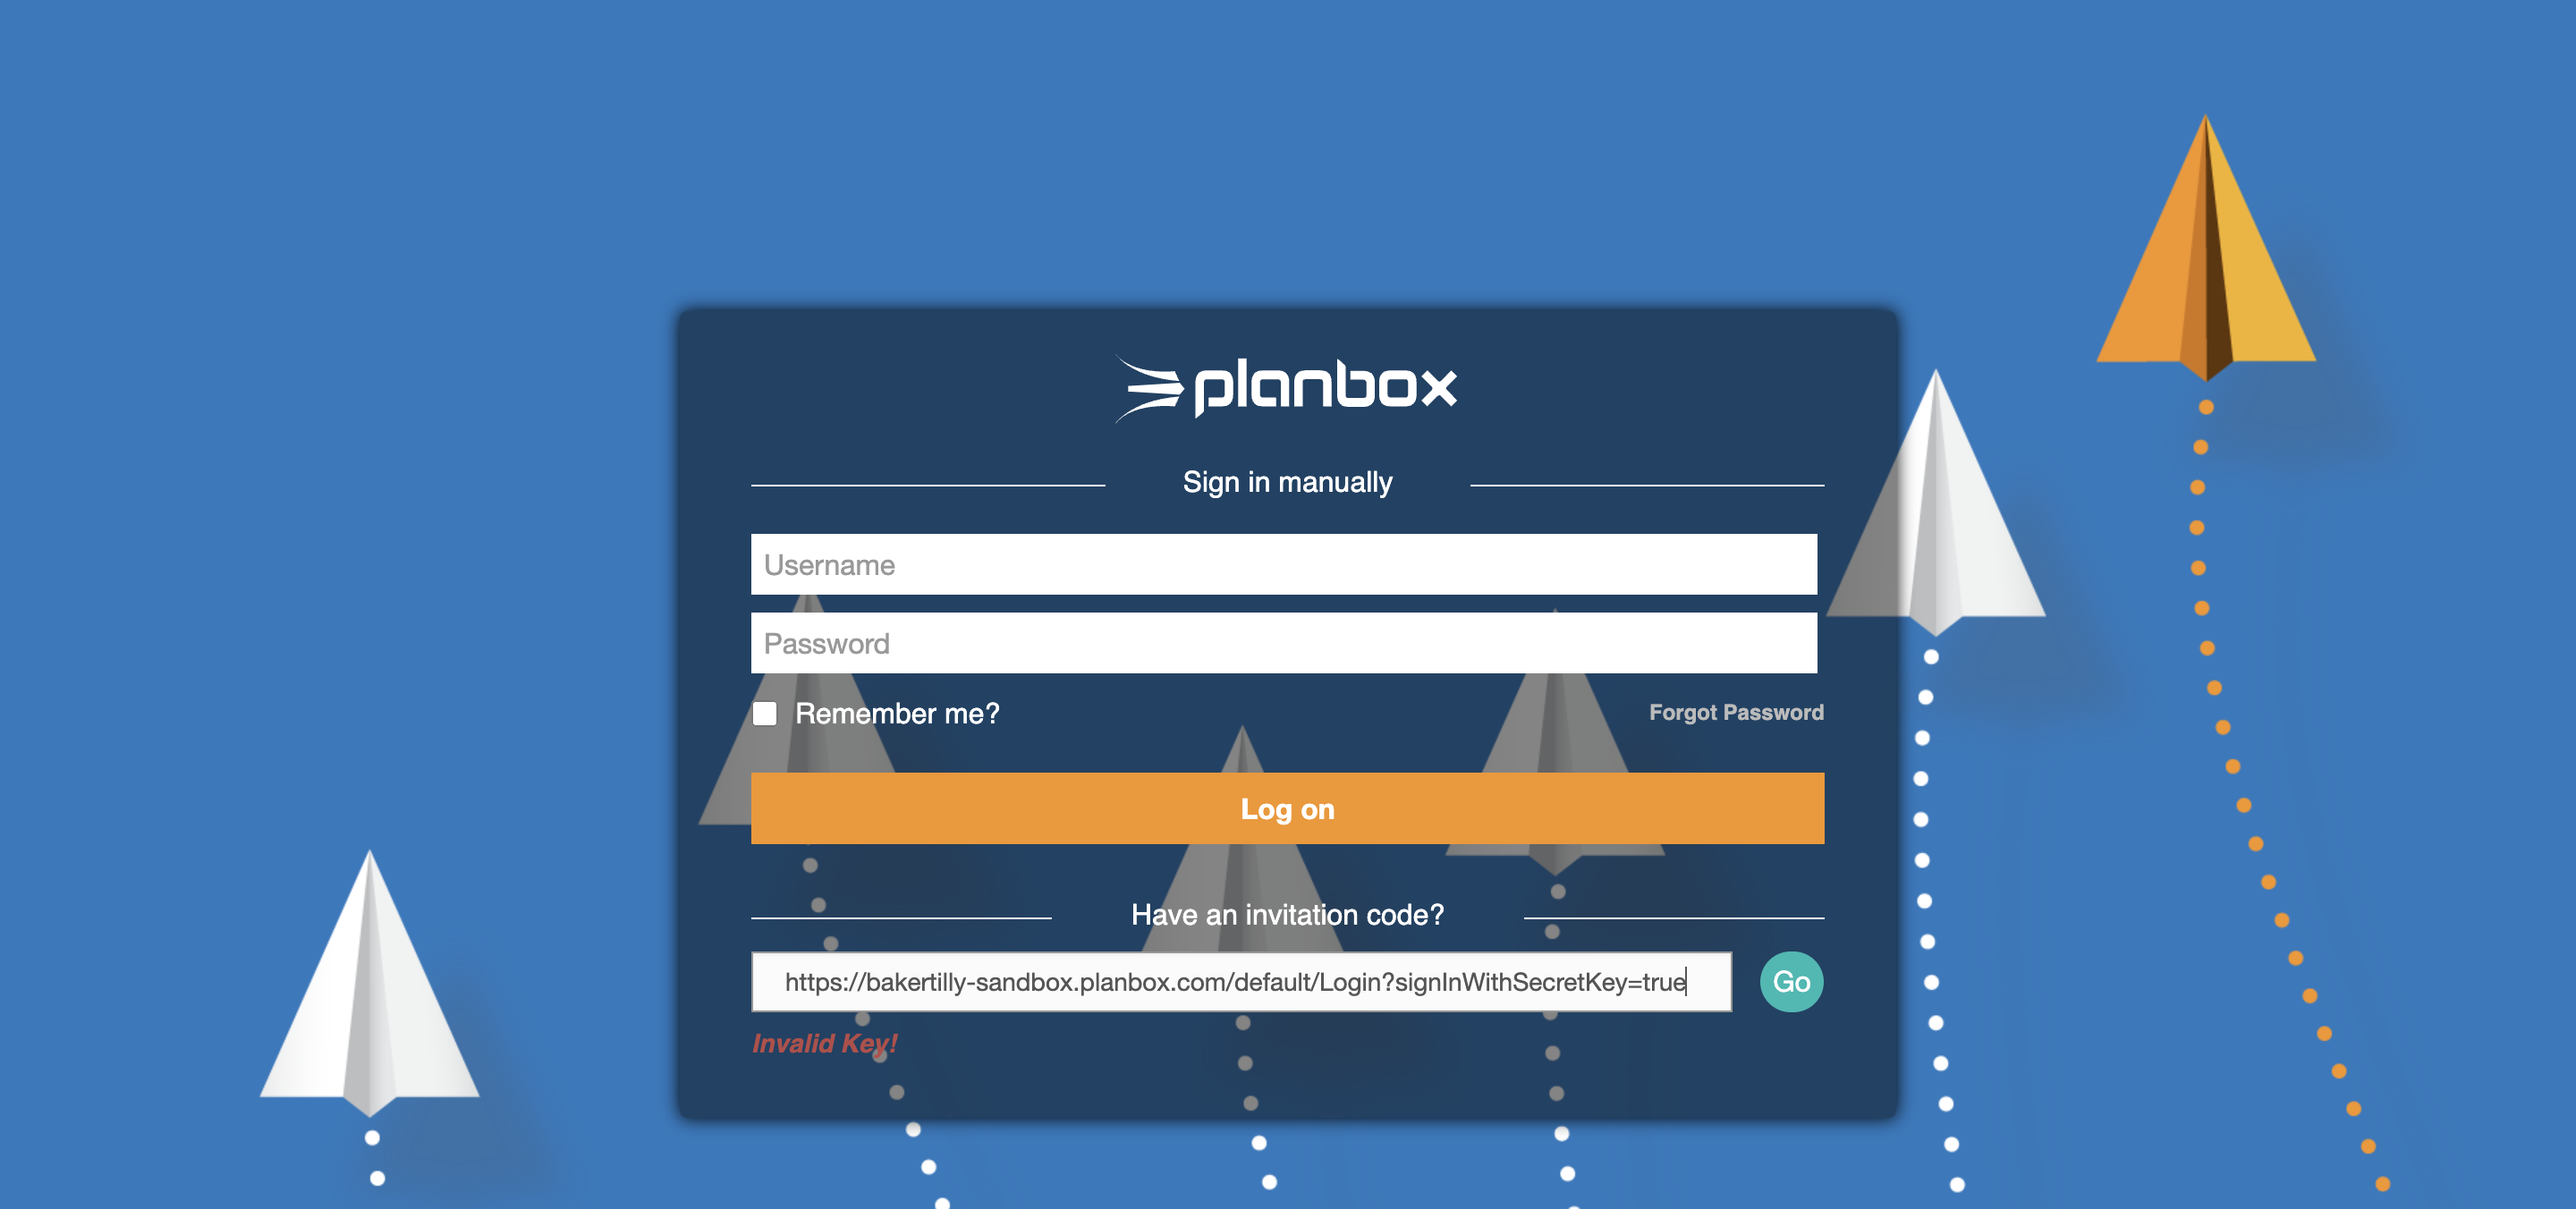 planbox
Sign in manually
Username
Password
Remember me?
Forgot Password
Log on
Have an invitation code?
https://bakertilly-sandbox.planbox.com/default/Login?signInWithSecretKey=true
Go
Invalid Key!